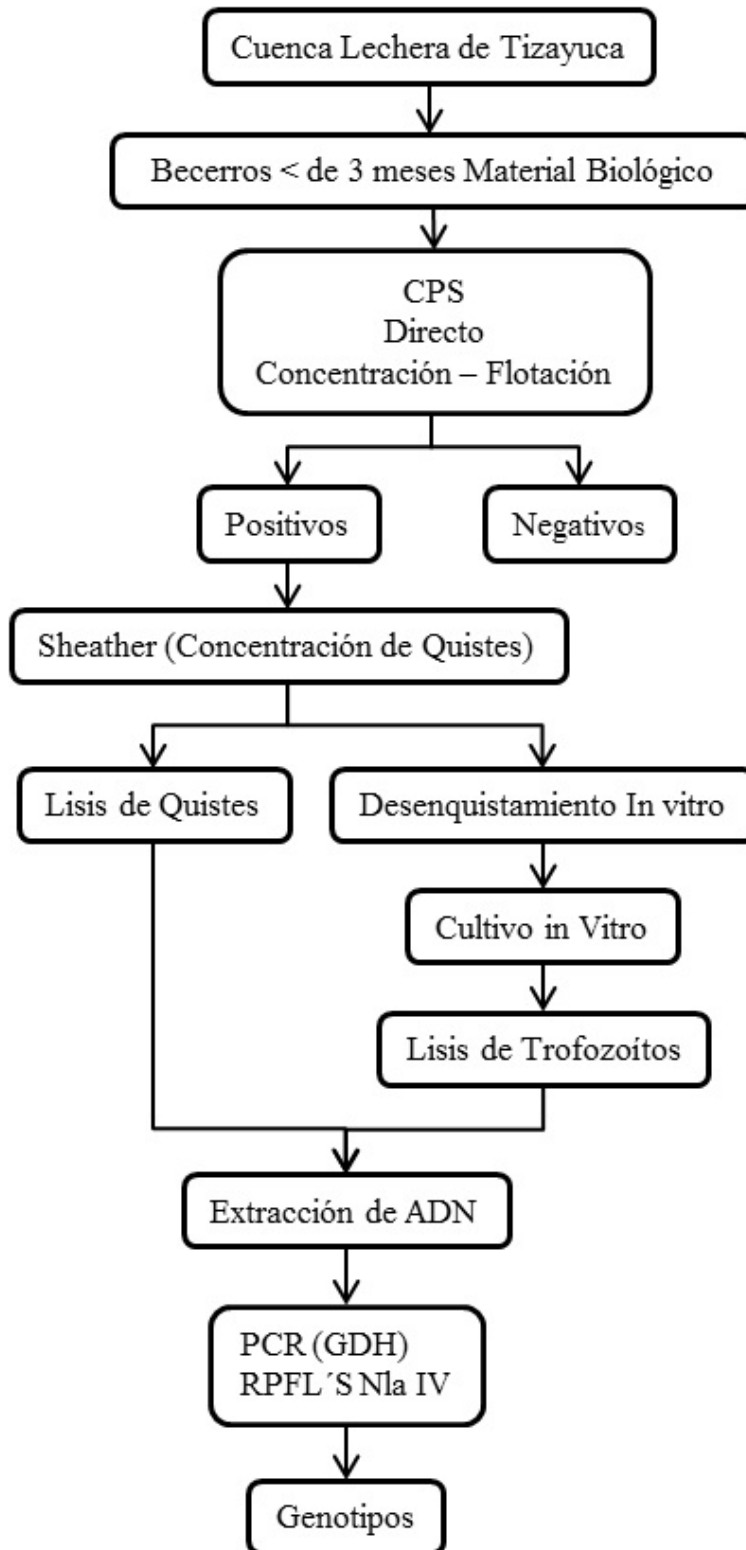 Cuenca Lechera de Tizayuca
Becerros < de 3 meses Material Biológico
CPS
Directo
Concentración – Flotación
Positivos
Negativos
Sheather (Concentración de Quistes)
Lisis de Quistes
Desenquistamiento In vitro
Cultivo in Vitro
Lisis de Trofozoítos
Extracción de ADN
PCR (GDH)
RPFL´S Nla IV
Genotipos